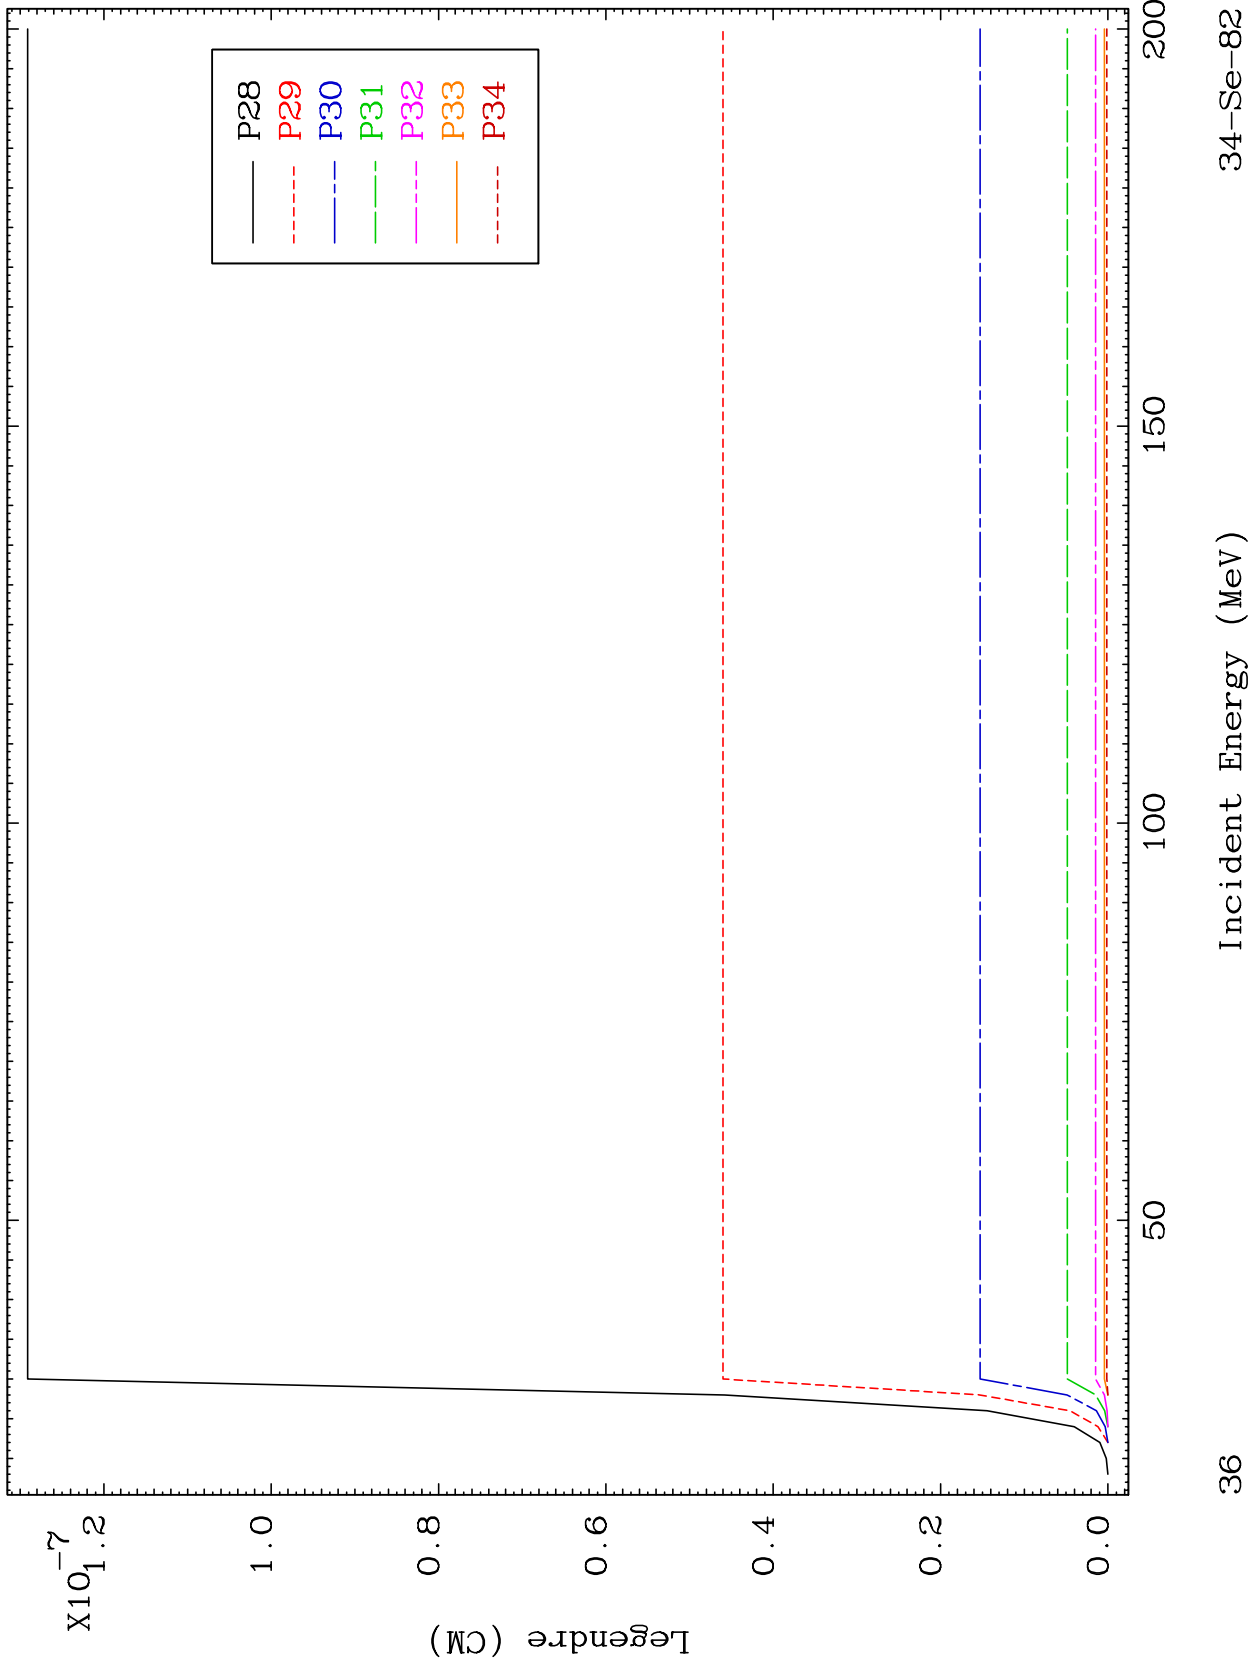 X10-7
1.2
1.0
0.8
0.6
0.4
0.2
0.0
Legendre (CM)
P28
P29
P30
P31
P32
P33
P34
50
100
150
200
Incident Energy (MeV)
36
34-Se-82